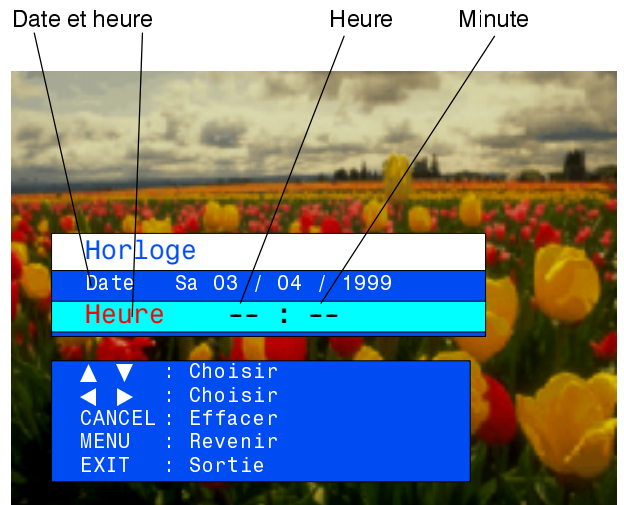 Date et heure Heure Minute
Horloge
Date Sa 03 / 04 / 1999
Heure -- : --
▲ ▼ : Choisir
◀ ▶ : Choisir
CANCEL : Effacer
MENU : Revenir
EXIT : Sortie